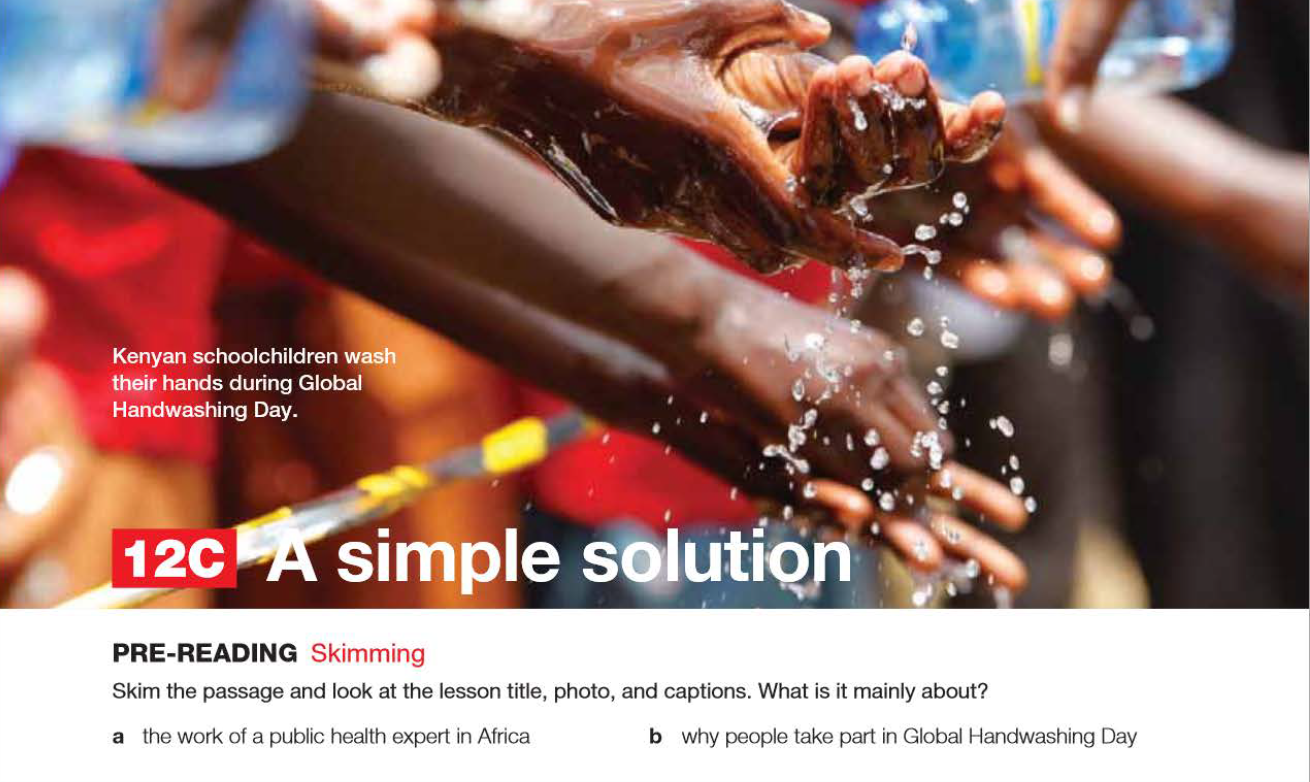 Kenyan schoolchildren wash
their hands during Global
Handwashing Day.
12C A simple solution
PRE-READING Skimming
Skim the passage and look at the lesson title, photo, and captions. What is it mainly about?
a the work of a public health expert in Africa b why people take part in Global Handwashing Day